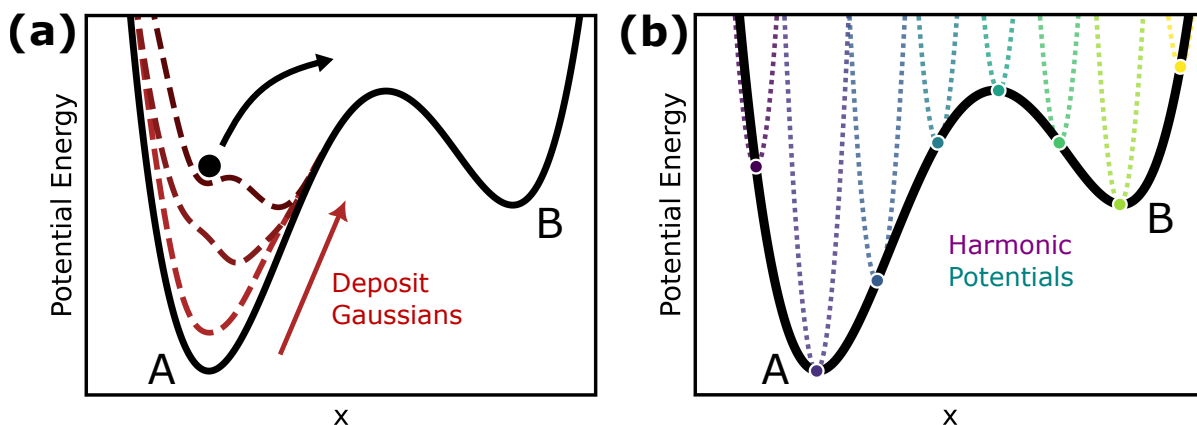 (a)
Potential Energy
A
B
Deposit
Gaussians
x
(b)
Potential Energy
A
B
Harmonic
Potentials
x